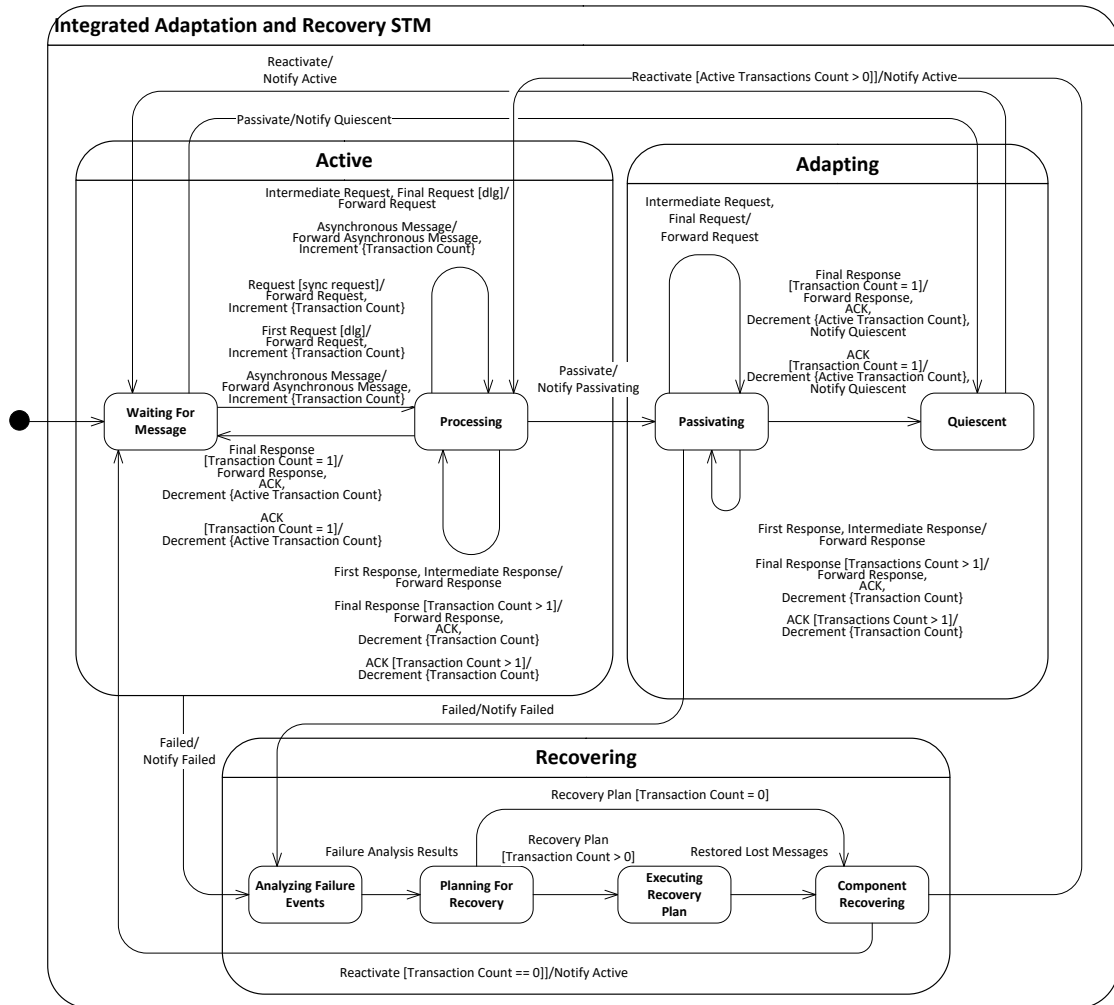 Integrated Adaptation and Recovery STM
Reactivate/
Notify Active
Reactivate [Active Transactions Count > 0]]/Notify Active
Passivate/Notify Quiescent
Active
Intermediate Request, Final Request [dlg]/
Forward Request
Asynchronous Message/
Forward Asynchronous Message,
Increment {Transaction Count}
Request [sync request]/
Forward Request,
Increment {Transaction Count}
First Request [dlg]/
Forward Request,
Increment {Transaction Count}
Asynchronous Message/
Forward Asynchronous Message,
Increment {Transaction Count}
Waiting For
Message
Processing
Final Response
[Transaction Count = 1]/
Forward Response,
ACK,
Decrement {Active Transaction Count}
ACK
[Transaction Count = 1]/
Decrement {Active Transaction Count}
First Response, Intermediate Response/
Forward Response
Final Response [Transaction Count > 1]/
Forward Response,
ACK,
Decrement {Transaction Count}
ACK [Transaction Count > 1]/
Decrement {Transaction Count}
Passivate/
Notify Passivating
Adapting
Intermediate Request,
Final Request/
Forward Request
Final Response
[Transaction Count = 1]/
Forward Response,
ACK,
Decrement {Active Transaction Count},
Notify Quiescent
ACK
[Transaction Count = 1]/
Decrement {Active Transaction Count},
Notify Quiescent
Passivating
Quiescent
First Response, Intermediate Response/
Forward Response
Final Response [Transactions Count > 1]/
Forward Response,
ACK,
Decrement {Transaction Count}
ACK [Transactions Count > 1]/
Decrement {Transaction Count}
Failed/Notify Failed
Failed/
Notify Failed
Recovering
Recovery Plan [Transaction Count = 0]
Failure Analysis Results
Recovery Plan
[Transaction Count > 0]
Restored Lost Messages
Analyzing Failure
Events
Planning For
Recovery
Executing
Recovery
Plan
Component
Recovering
Reactivate [Transaction Count == 0]]/Notify Active